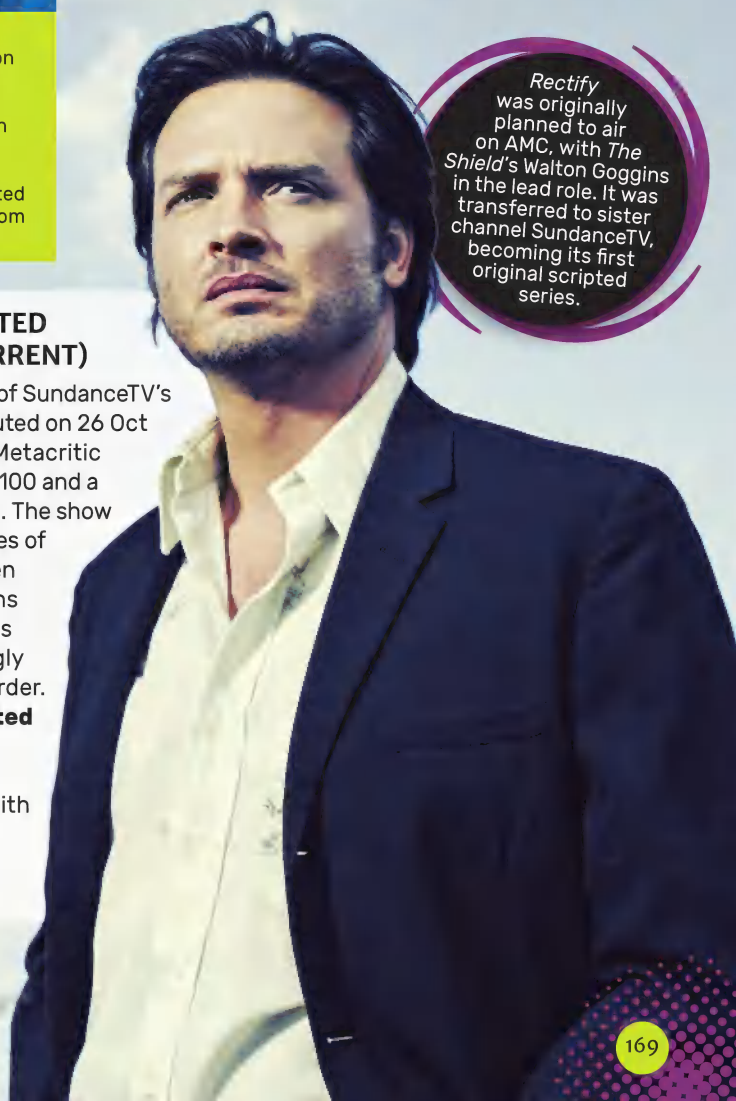 on
n
ted
om
TED
RRENT)
of SundanceTV's
uted on 26 Oct
Metacritic
100 and a
. The show
es of
en
ns
s
gly
rder.
ted
ith
Rectify
was originally
planned to air
on AMC, with The
Shield's Walton Goggins
in the lead role. It was
transferred to sister
channel SundanceTV,
becoming its first
original scripted
series.
169